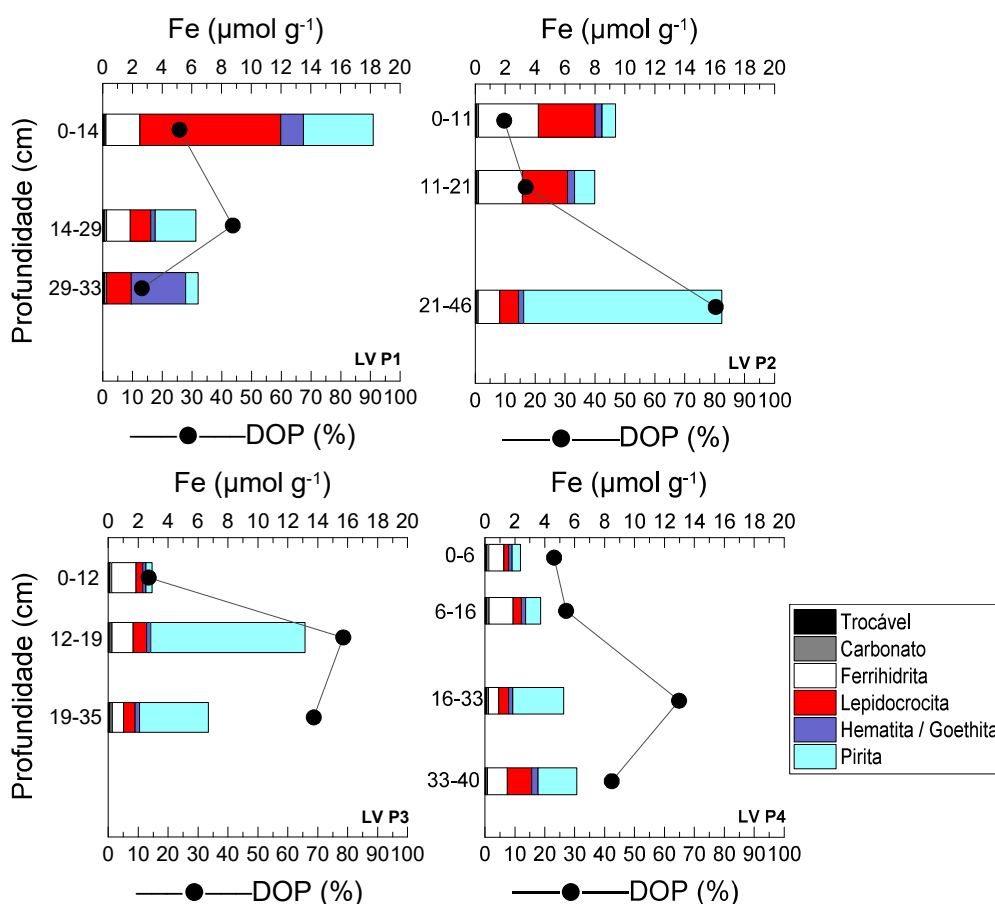 Fe (µmol g⁻¹)
0 2 4 6 8 10 12 14 16 18 20
Profundidade (cm)
0-14
14-29
29-33
LV P1
0 10 20 30 40 50 60 70 80 90 100
DOP (%)
Fe (µmol g⁻¹)
0 2 4 6 8 10 12 14 16 18 20
0-11
11-21
21-46
LV P2
0 10 20 30 40 50 60 70 80 90 100
DOP (%)
Fe (µmol g⁻¹)
0 2 4 6 8 10 12 14 16 18 20
Profundidade (cm)
0-12
12-19
19-35
LV P3
0 10 20 30 40 50 60 70 80 90 100
DOP (%)
Fe (µmol g⁻¹)
0 2 4 6 8 10 12 14 16 18 20
0-6
6-16
16-33
33-40
LV P4
0 10 20 30 40 50 60 70 80 90 100
DOP (%)
Trocável
Carbonato
Ferrihidrita
Lepidocrocita
Hematita / Goethita
Pirita